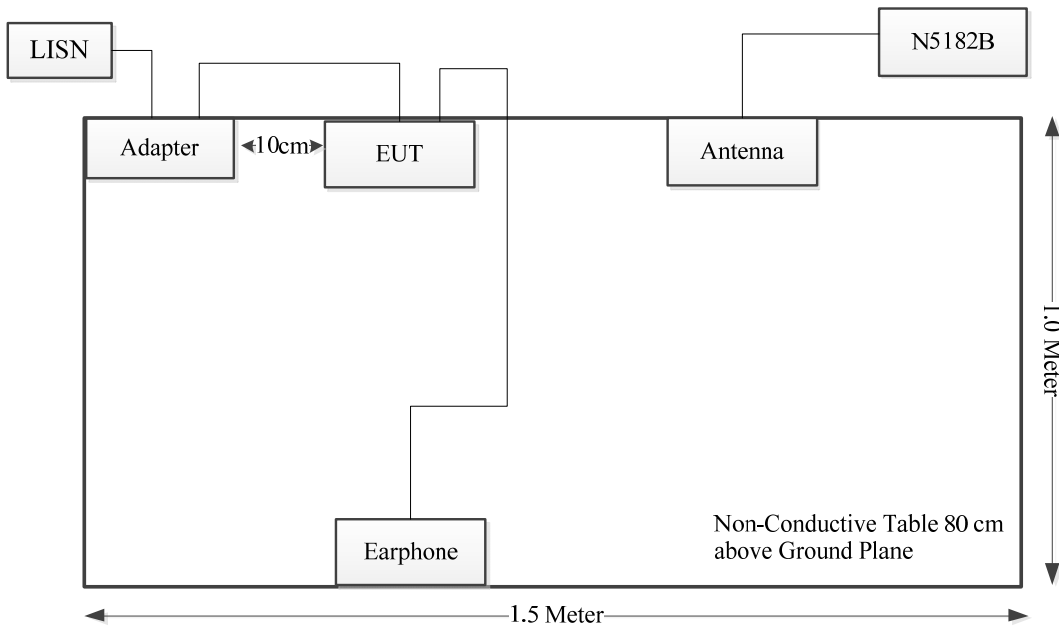 LISN
N5182B
Adapter
10cm
EUT
Antenna
1.0 Meter
Earphone
Non-Conductive Table 80 cm
above Ground Plane
1.5 Meter